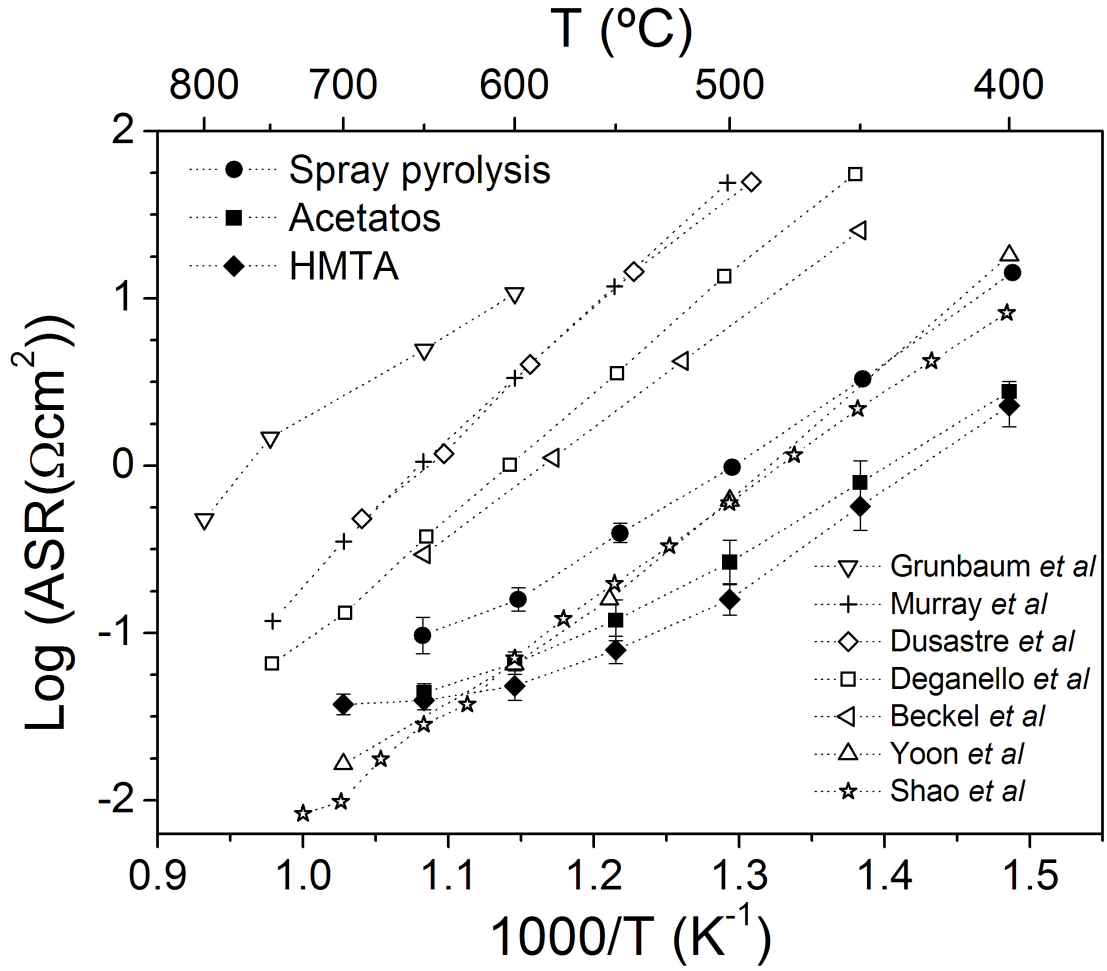 T (ºC)
800 700 600 500 400
2
1
0
-1
-2
Log (ASR(Ωcm²))
Spray pyrolysis
Acetatos
HMTA
Grunbaum et al
Murray et al
Dusastre et al
Deganello et al
Beckel et al
Yoon et al
Shao et al
0.9 1.0 1.1 1.2 1.3 1.4 1.5
1000/T (K⁻¹)